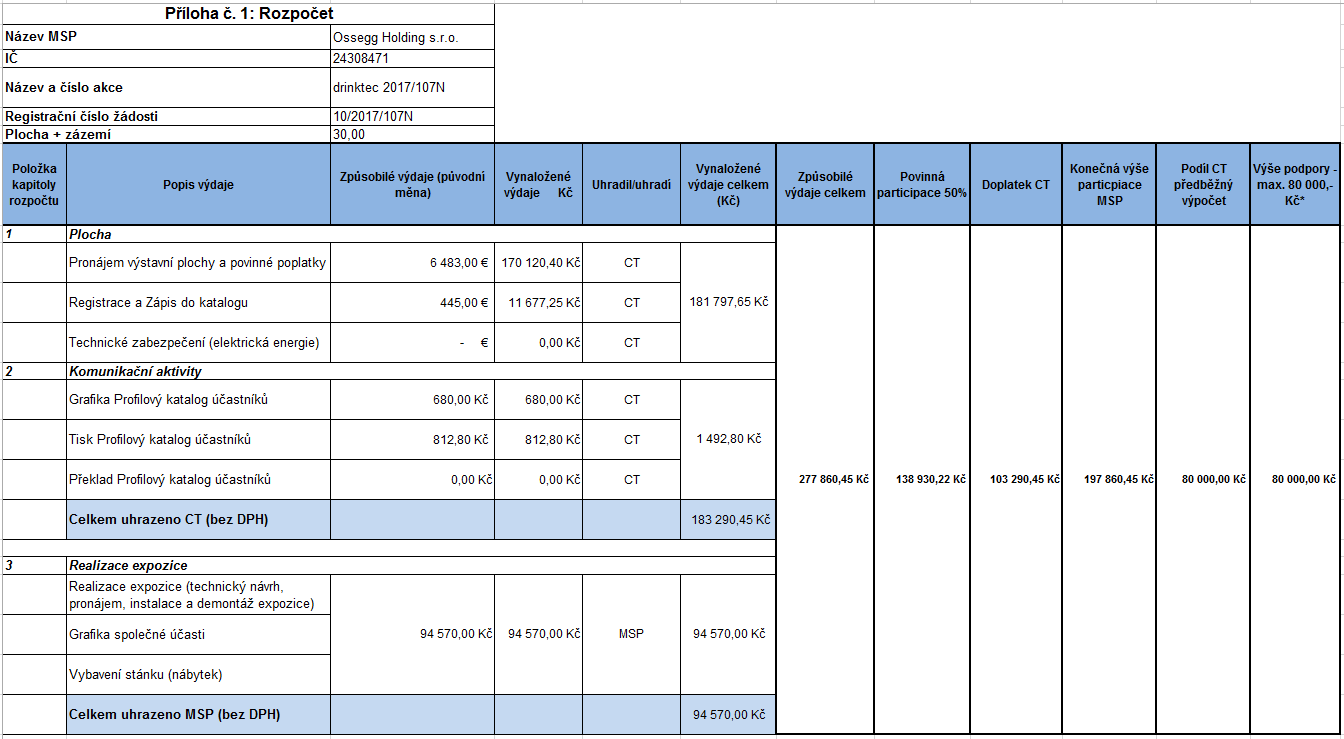 Příloha č. 1: Rozpočet
Název MSP Ossegg Holding s.r.o.
IČ 24308471
Název a číslo akce drinktec 2017/107N
Registrační číslo žádosti 10/2017/107N
Plocha + zázemí 30,00
Položka kapitoly rozpočtu Popis výdaje Způsobilé výdaje (původní měna) Vynaložené výdaje Kč Uhradil/uhradí Vynaložené výdaje celkem (Kč) Způsobilé výdaje celkem Povinná participace 50% Doplatek CT Konečná výše particpiace MSP Podíl CT předběžný výpočet Výše podpory - max. 80 000,- Kč*
1 Plocha
Pronájem výstavní plochy a povinné poplatky 6 483,00 € 170 120,40 Kč CT
Registrace a Zápis do katalogu 445,00 € 11 677,25 Kč CT 181 797,65 Kč
Technické zabezpečení (elektrická energie) - € 0,00 Kč CT
2 Komunikační aktivity
Grafika Profilový katalog účastníků 680,00 Kč 680,00 Kč CT
Tisk Profilový katalog účastníků 812,80 Kč 812,80 Kč CT 1 492,80 Kč
Překlad Profilový katalog účastníků 0,00 Kč 0,00 Kč CT 277 860,45 Kč 138 930,22 Kč 103 290,45 Kč 197 860,45 Kč 80 000,00 Kč 80 000,00 Kč
Celkem uhrazeno CT (bez DPH) 183 290,45 Kč
3 Realizace expozice
Realizace expozice (technický návrh,
pronájem, instalace a demontáž expozice)
Grafika společné účasti 94 570,00 Kč 94 570,00 Kč MSP 94 570,00 Kč
Vybavení stánku (nábytek)
Celkem uhrazeno MSP (bez DPH) 94 570,00 Kč